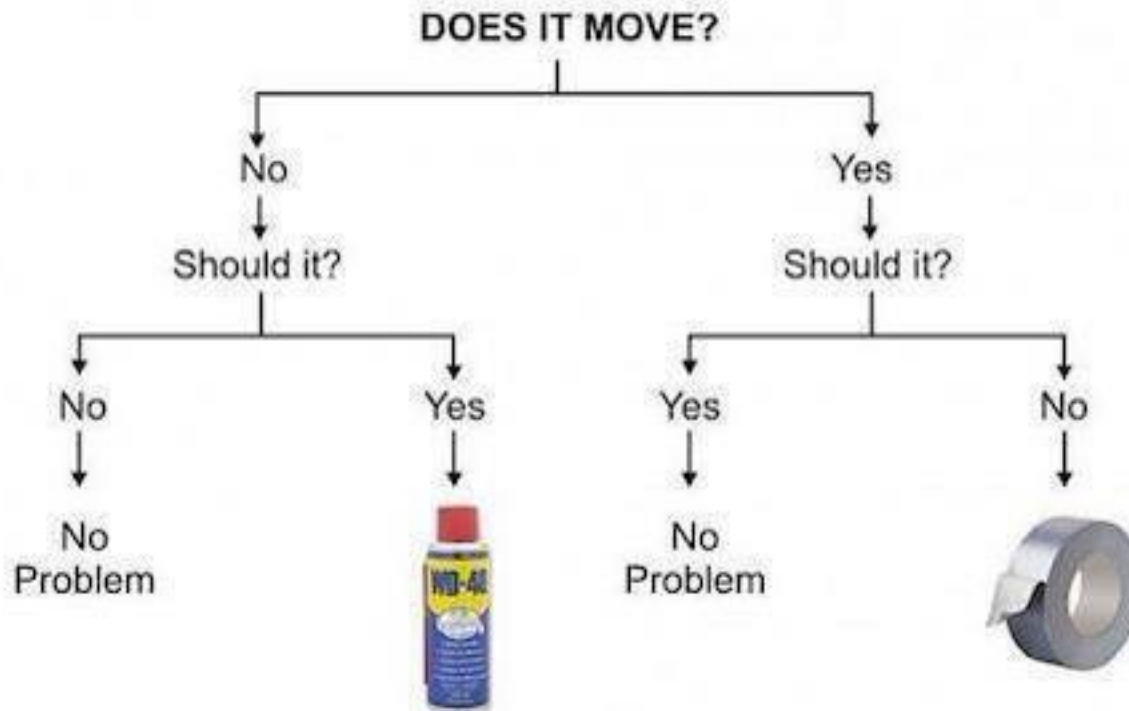 DOES IT MOVE?
No
Yes
Should it?
Should it?
No
Yes
Yes
No
No
Problem
No
Problem
WD-40